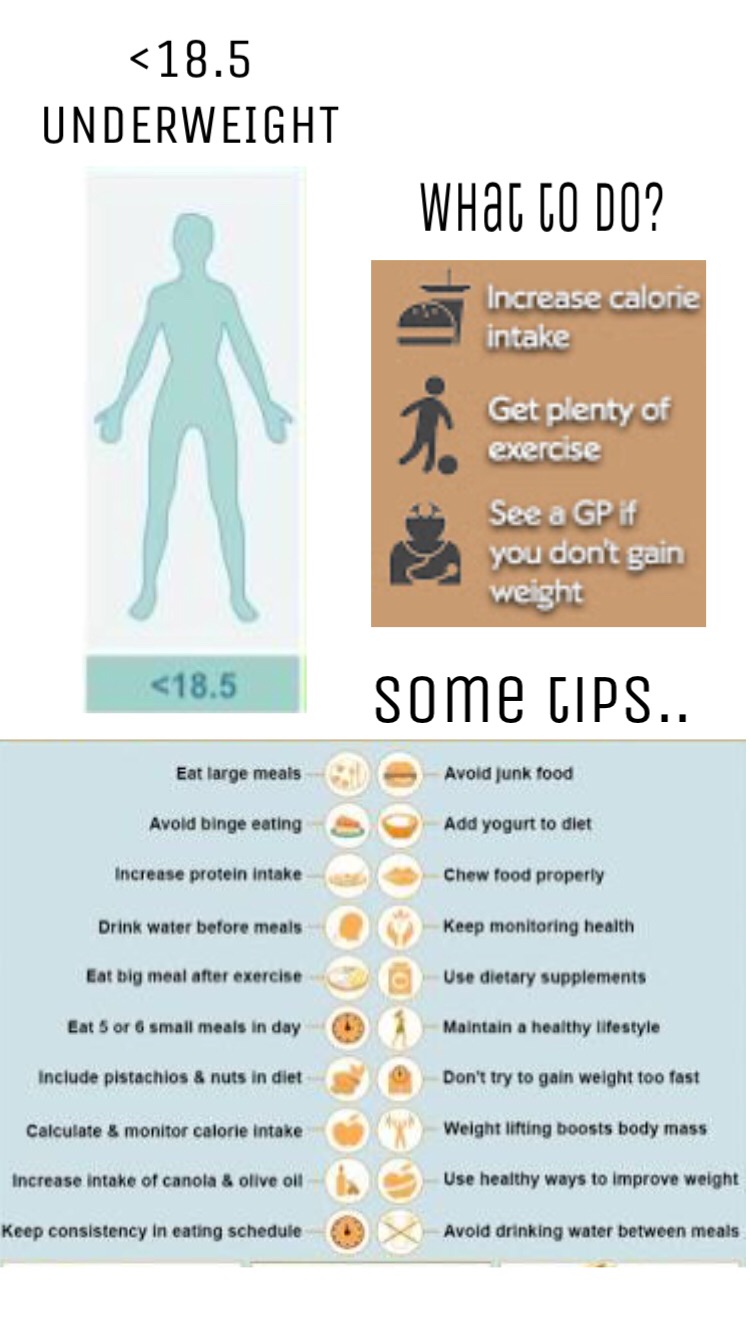 <18.5
UNDERWEIGHT
WHaT TO DO?
Increase calorie
intake
Get plenty of
exercise
See a GP if
you don't gain
weight
<18.5
some TIPS..
Eat large meals
Avoid junk food
Avoid binge eating
Add yogurt to diet
Increase protein intake
Chew food properly
Drink water before meals
Keep monitoring health
Eat big meal after exercise
Use dietary supplements
Eat 5 or 6 small meals in day
Maintain a healthy lifestyle
Include pistachios & nuts in diet
Don't try to gain weight too fast
Calculate & monitor calorie intake
Weight lifting boosts body mass
Increase intake of canola & olive oil
Use healthy ways to improve weight
Keep consistency in eating schedule
Avoid drinking water between meals